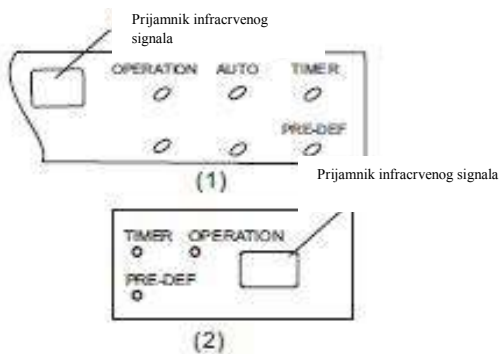 Prijamnik infracrvenog
signala
OPERATION AUTO TIMER
PRE-DEF
(1)
Prijamnik infracrvenog signala
TIMER OPERATION
PRE-DEF
(2)